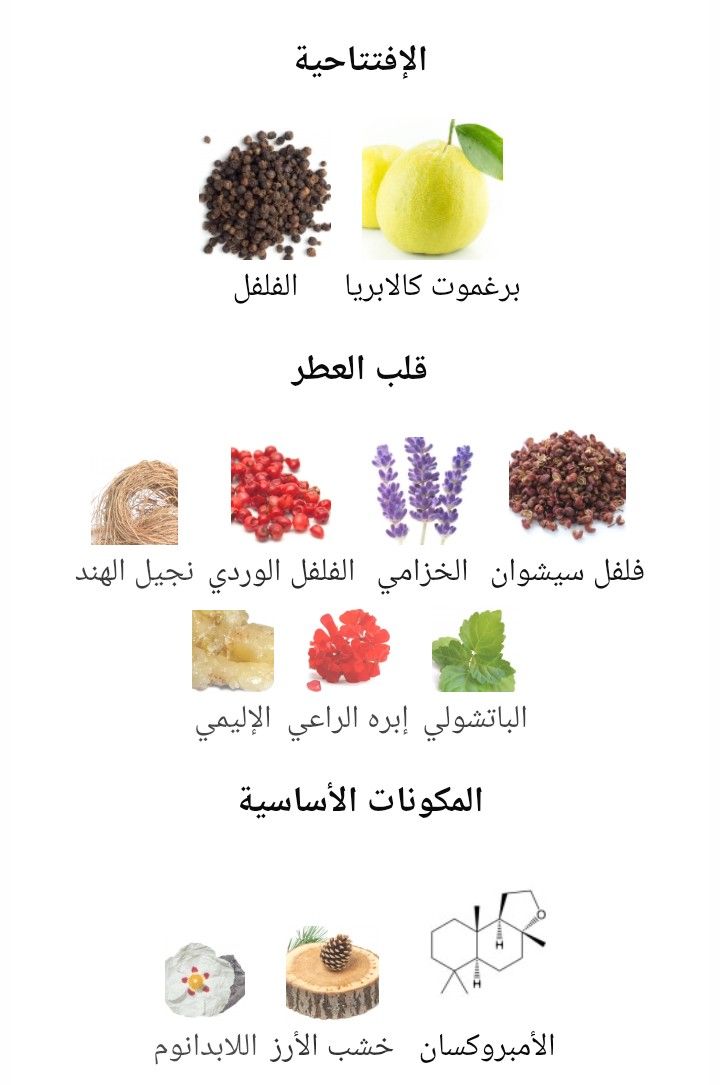 الإفتتاحية
برغموت كالابريا الفلفل
قلب العطر
فلفل سيشوان الخزامي الفلفل الوردي نجيل الهند
الباتشولي إبره الراعي الإليمي
المكونات الأساسية
O
H
H
الأمبروكسان خشب الأرز اللابدانوم